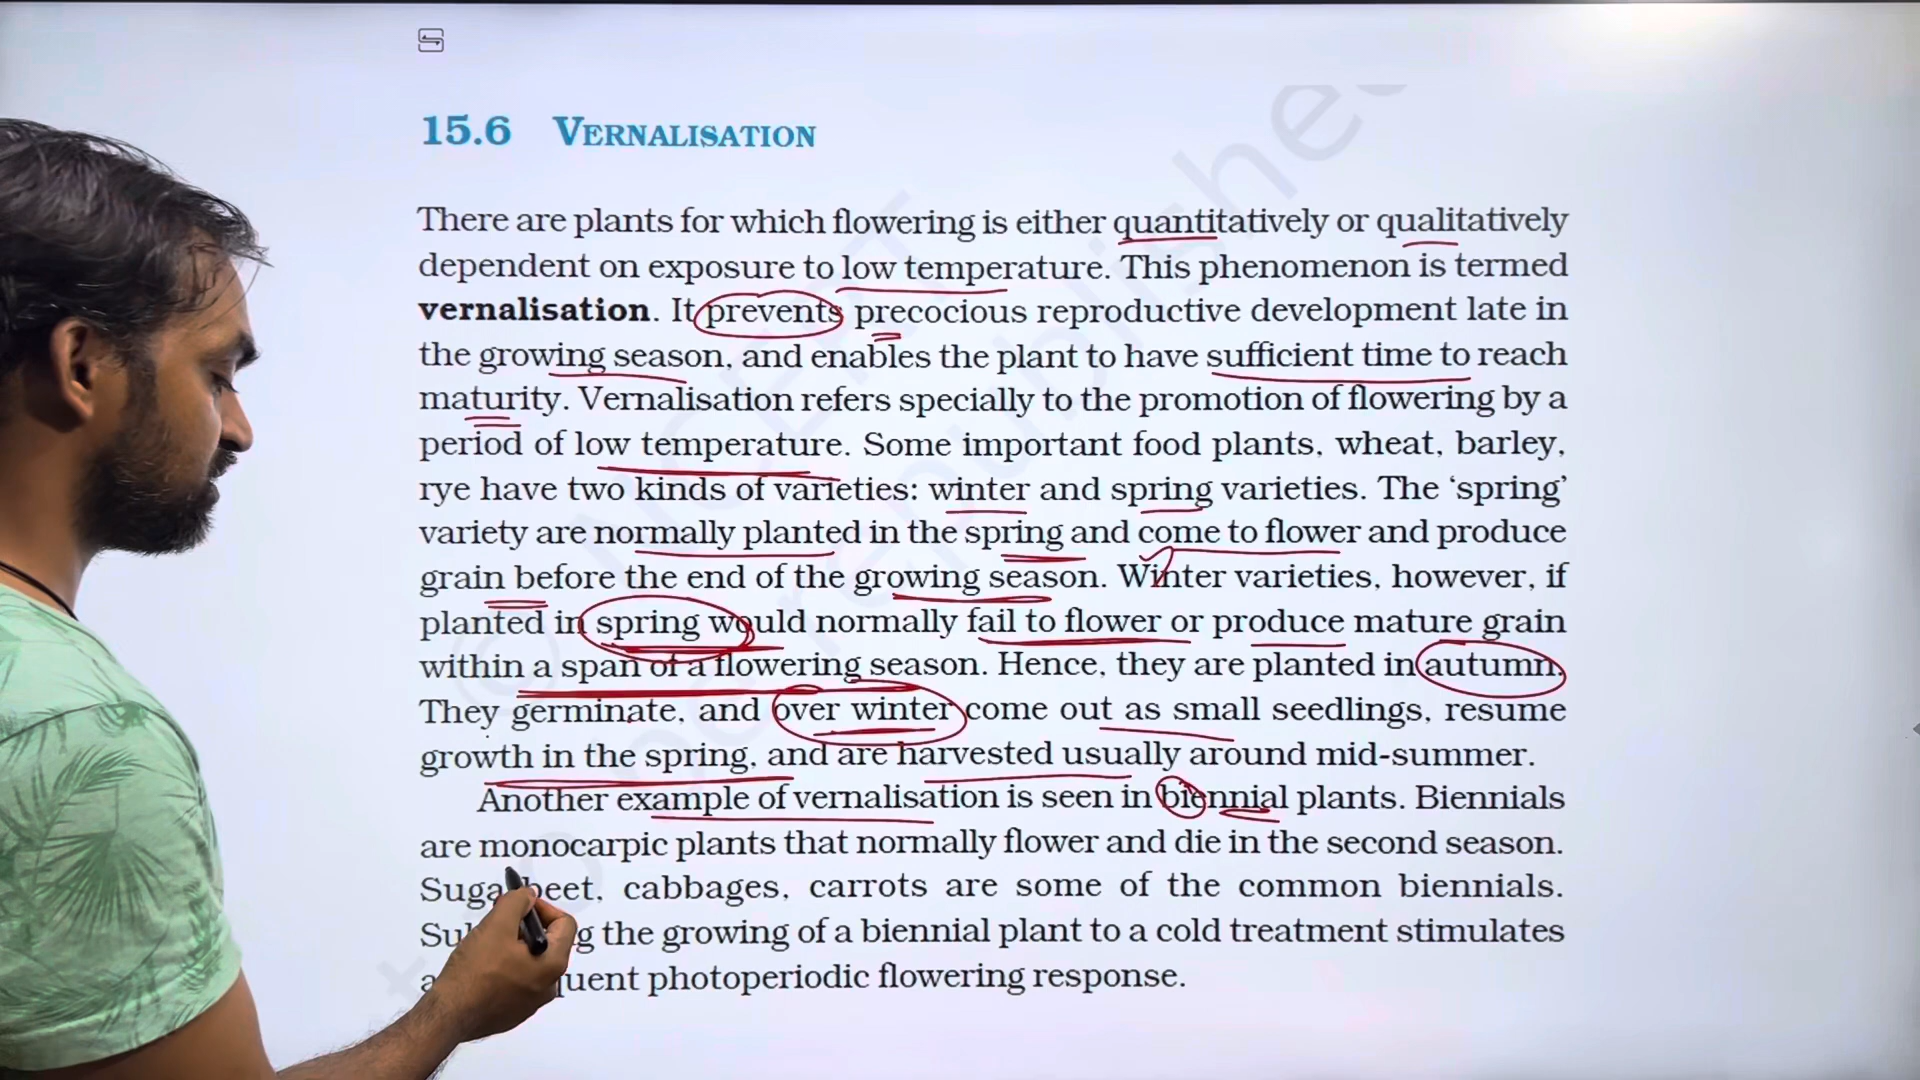 15.6 VERNALISATION
There are plants for which flowering is either quantitatively or qualitatively
dependent on exposure to low temperature. This phenomenon is termed
vernalisation. It prevents precocious reproductive development late in
the growing season, and enables the plant to have sufficient time to reach
maturity. Vernalisation refers specially to the promotion of flowering by a
period of low temperature. Some important food plants, wheat, barley,
rye have two kinds of varieties: winter and spring varieties. The ‘spring’
variety are normally planted in the spring and come to flower and produce
grain before the end of the growing season. Winter varieties, however, if
planted in spring would normally fail to flower or produce mature grain
within a span of a flowering season. Hence, they are planted in autumn.
They germinate, and over winter come out as small seedlings, resume
growth in the spring, and are harvested usually around mid-summer.
Another example of vernalisation is seen in biennial plants. Biennials
are monocarpic plants that normally flower and die in the second season.
beet, cabbages, carrots are some of the common biennials.
the growing of a biennial plant to a cold treatment stimulates
photoperiodic flowering response.